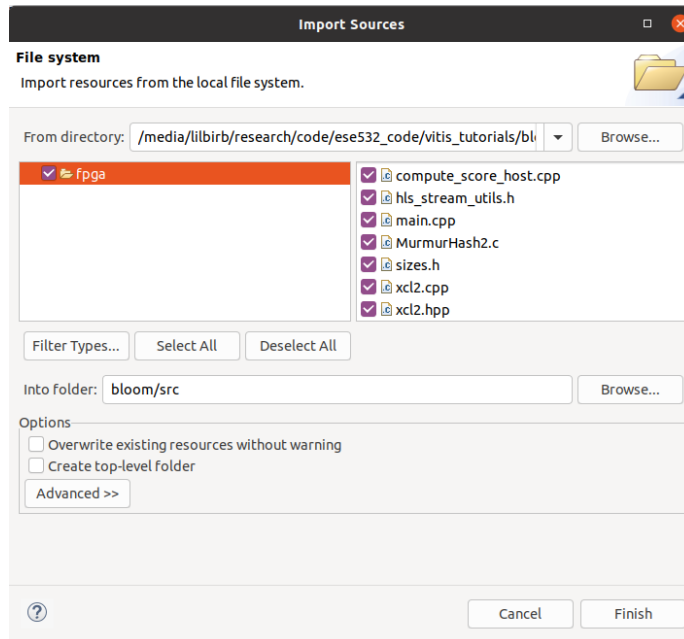 Import Sources
File system
Import resources from the local file system.
From directory: /media/lilbirb/research/code/ese532_code/vitis_tutorials/bl Browse...
fpga
compute_score_host.cpp
hls_stream_utils.h
main.cpp
MurmurHash2.c
sizes.h
xcl2.cpp
xcl2.hpp
Filter Types... Select All Deselect All
Into folder: bloom/src Browse...
Options
Overwrite existing resources without warning
Create top-level folder
Advanced >>
? Cancel Finish